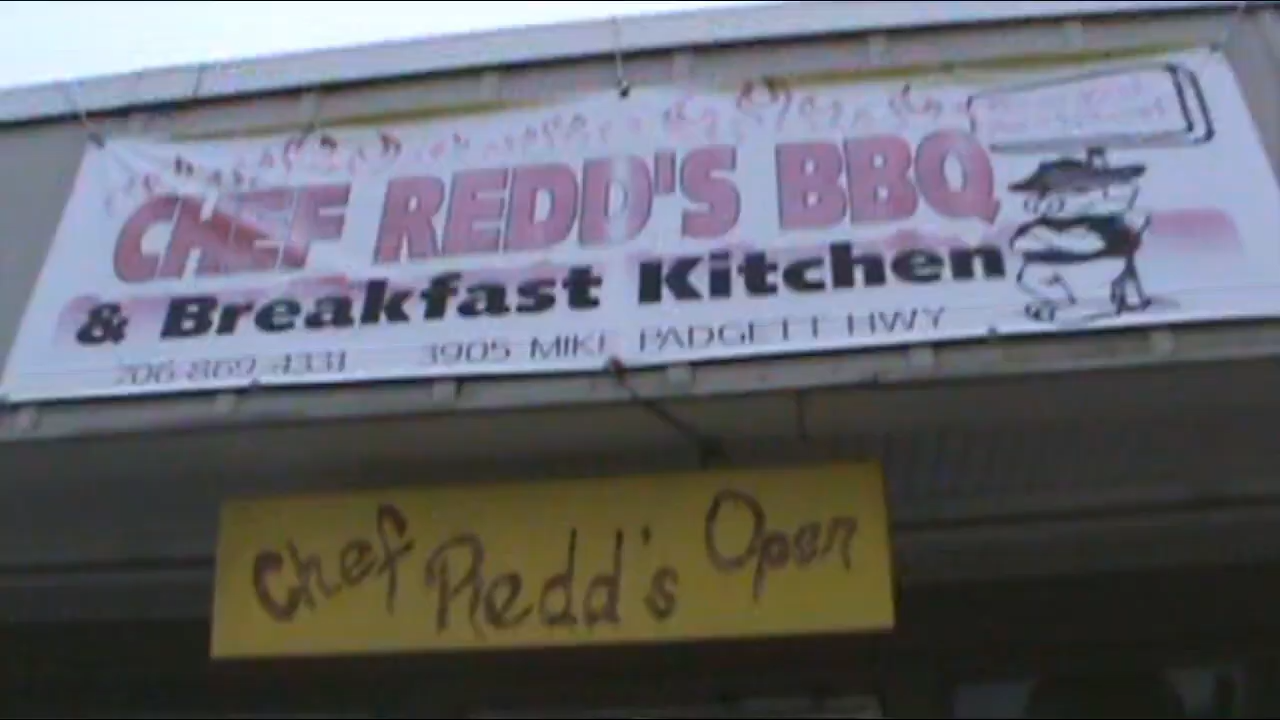 CHEF REDD'S BBQ
& Breakfast Kitchen
706-869-4331 3905 MIKE PADGETT HWY
Chef Redd's Open